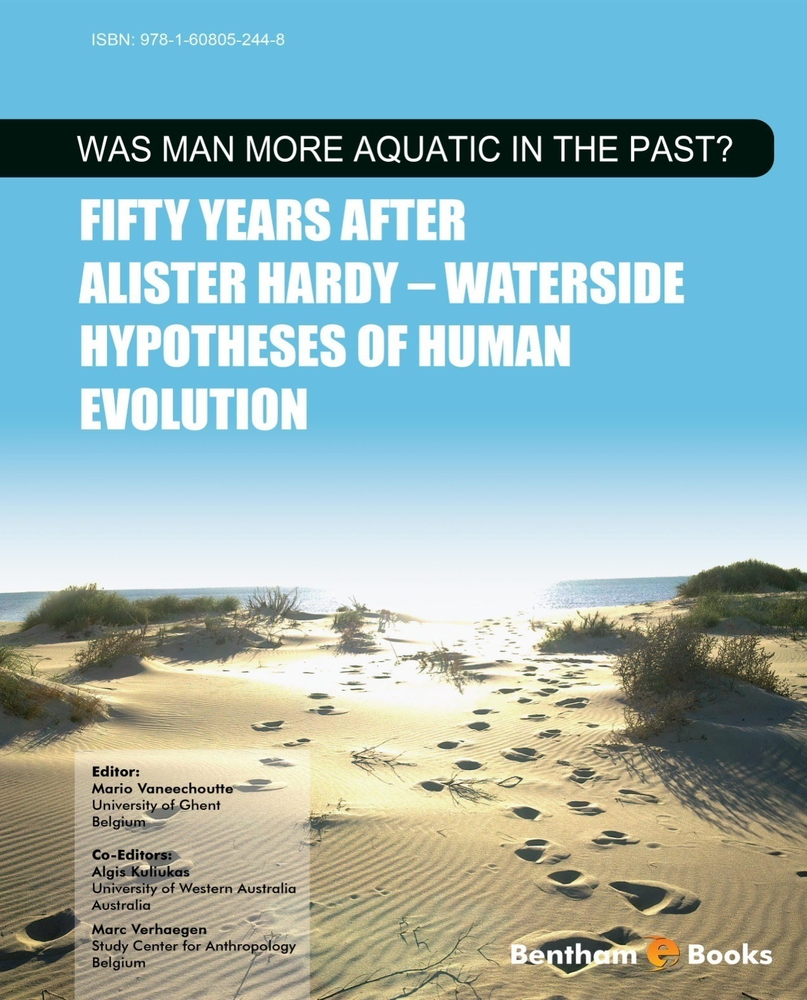 ISBN: 978-1-60805-244-8
WAS MAN MORE AQUATIC IN THE PAST?
FIFTY YEARS AFTER
ALISTER HARDY – WATERSIDE
HYPOTHESES OF HUMAN
EVOLUTION
Editor:
Mario Vaneechoutte
University of Ghent
Belgium
Co-Editors:
Algis Kuliukas
University of Western Australia
Australia
Marc Verhaegen
Study Center for Anthropology
Belgium
Bentham e Books